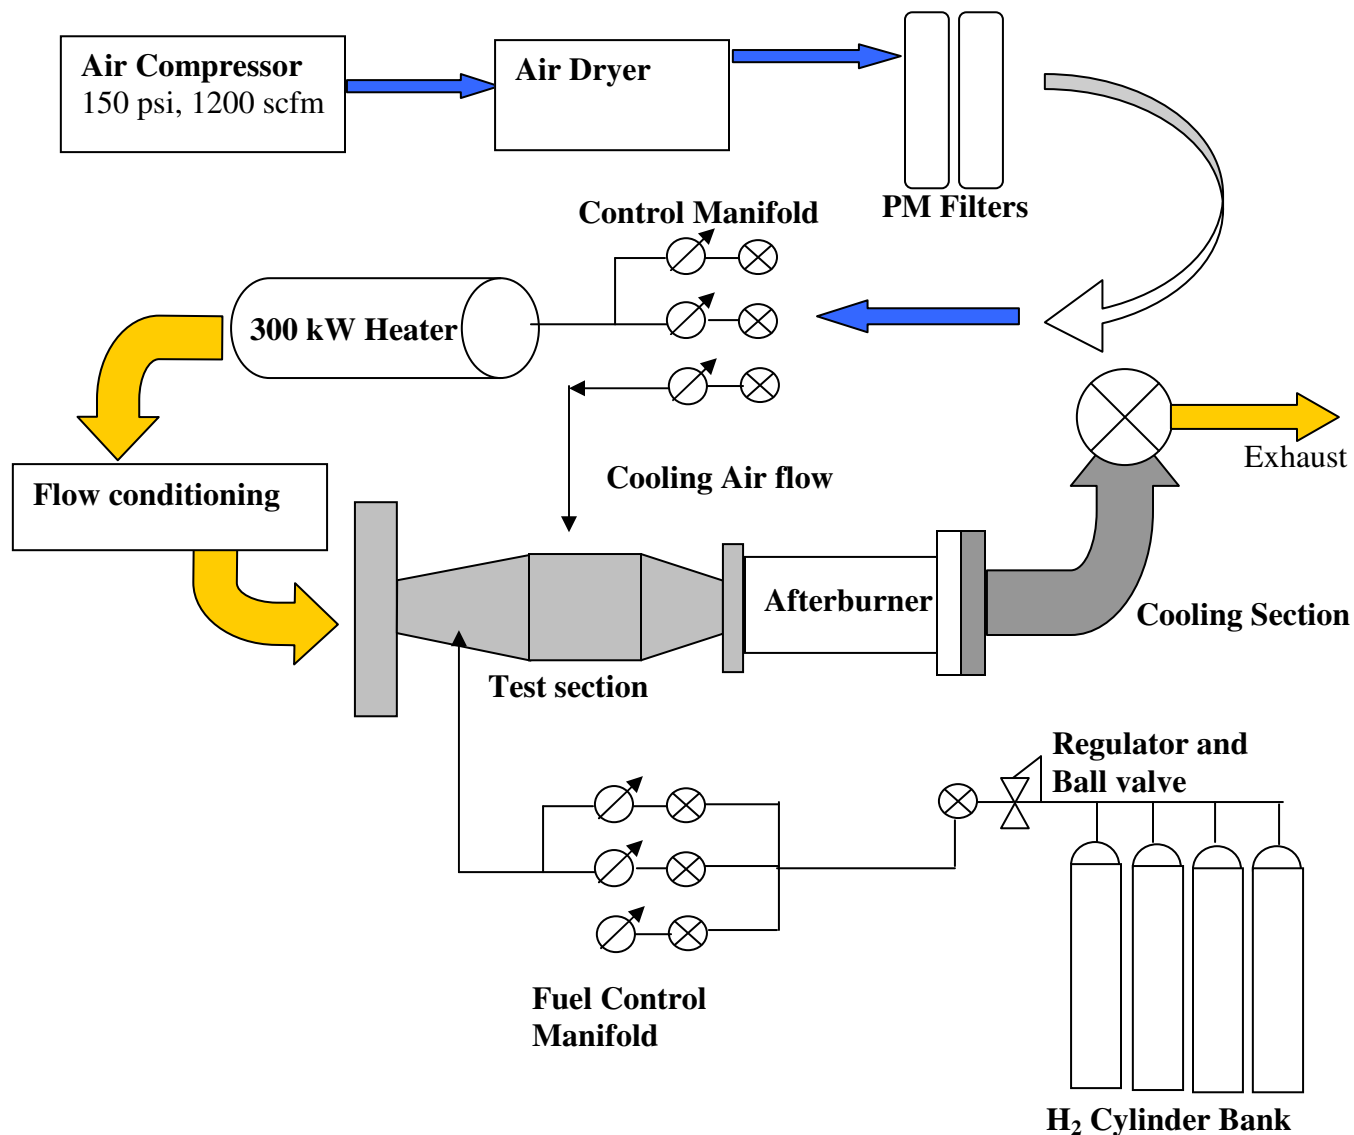 Air Compressor
150 psi, 1200 scfm
Air Dryer
PM Filters
Control Manifold
300 kW Heater
Cooling Air flow
Exhaust
Flow conditioning
Afterburner
Cooling Section
Test section
Regulator and
Ball valve
Fuel Control
Manifold
H₂ Cylinder Bank